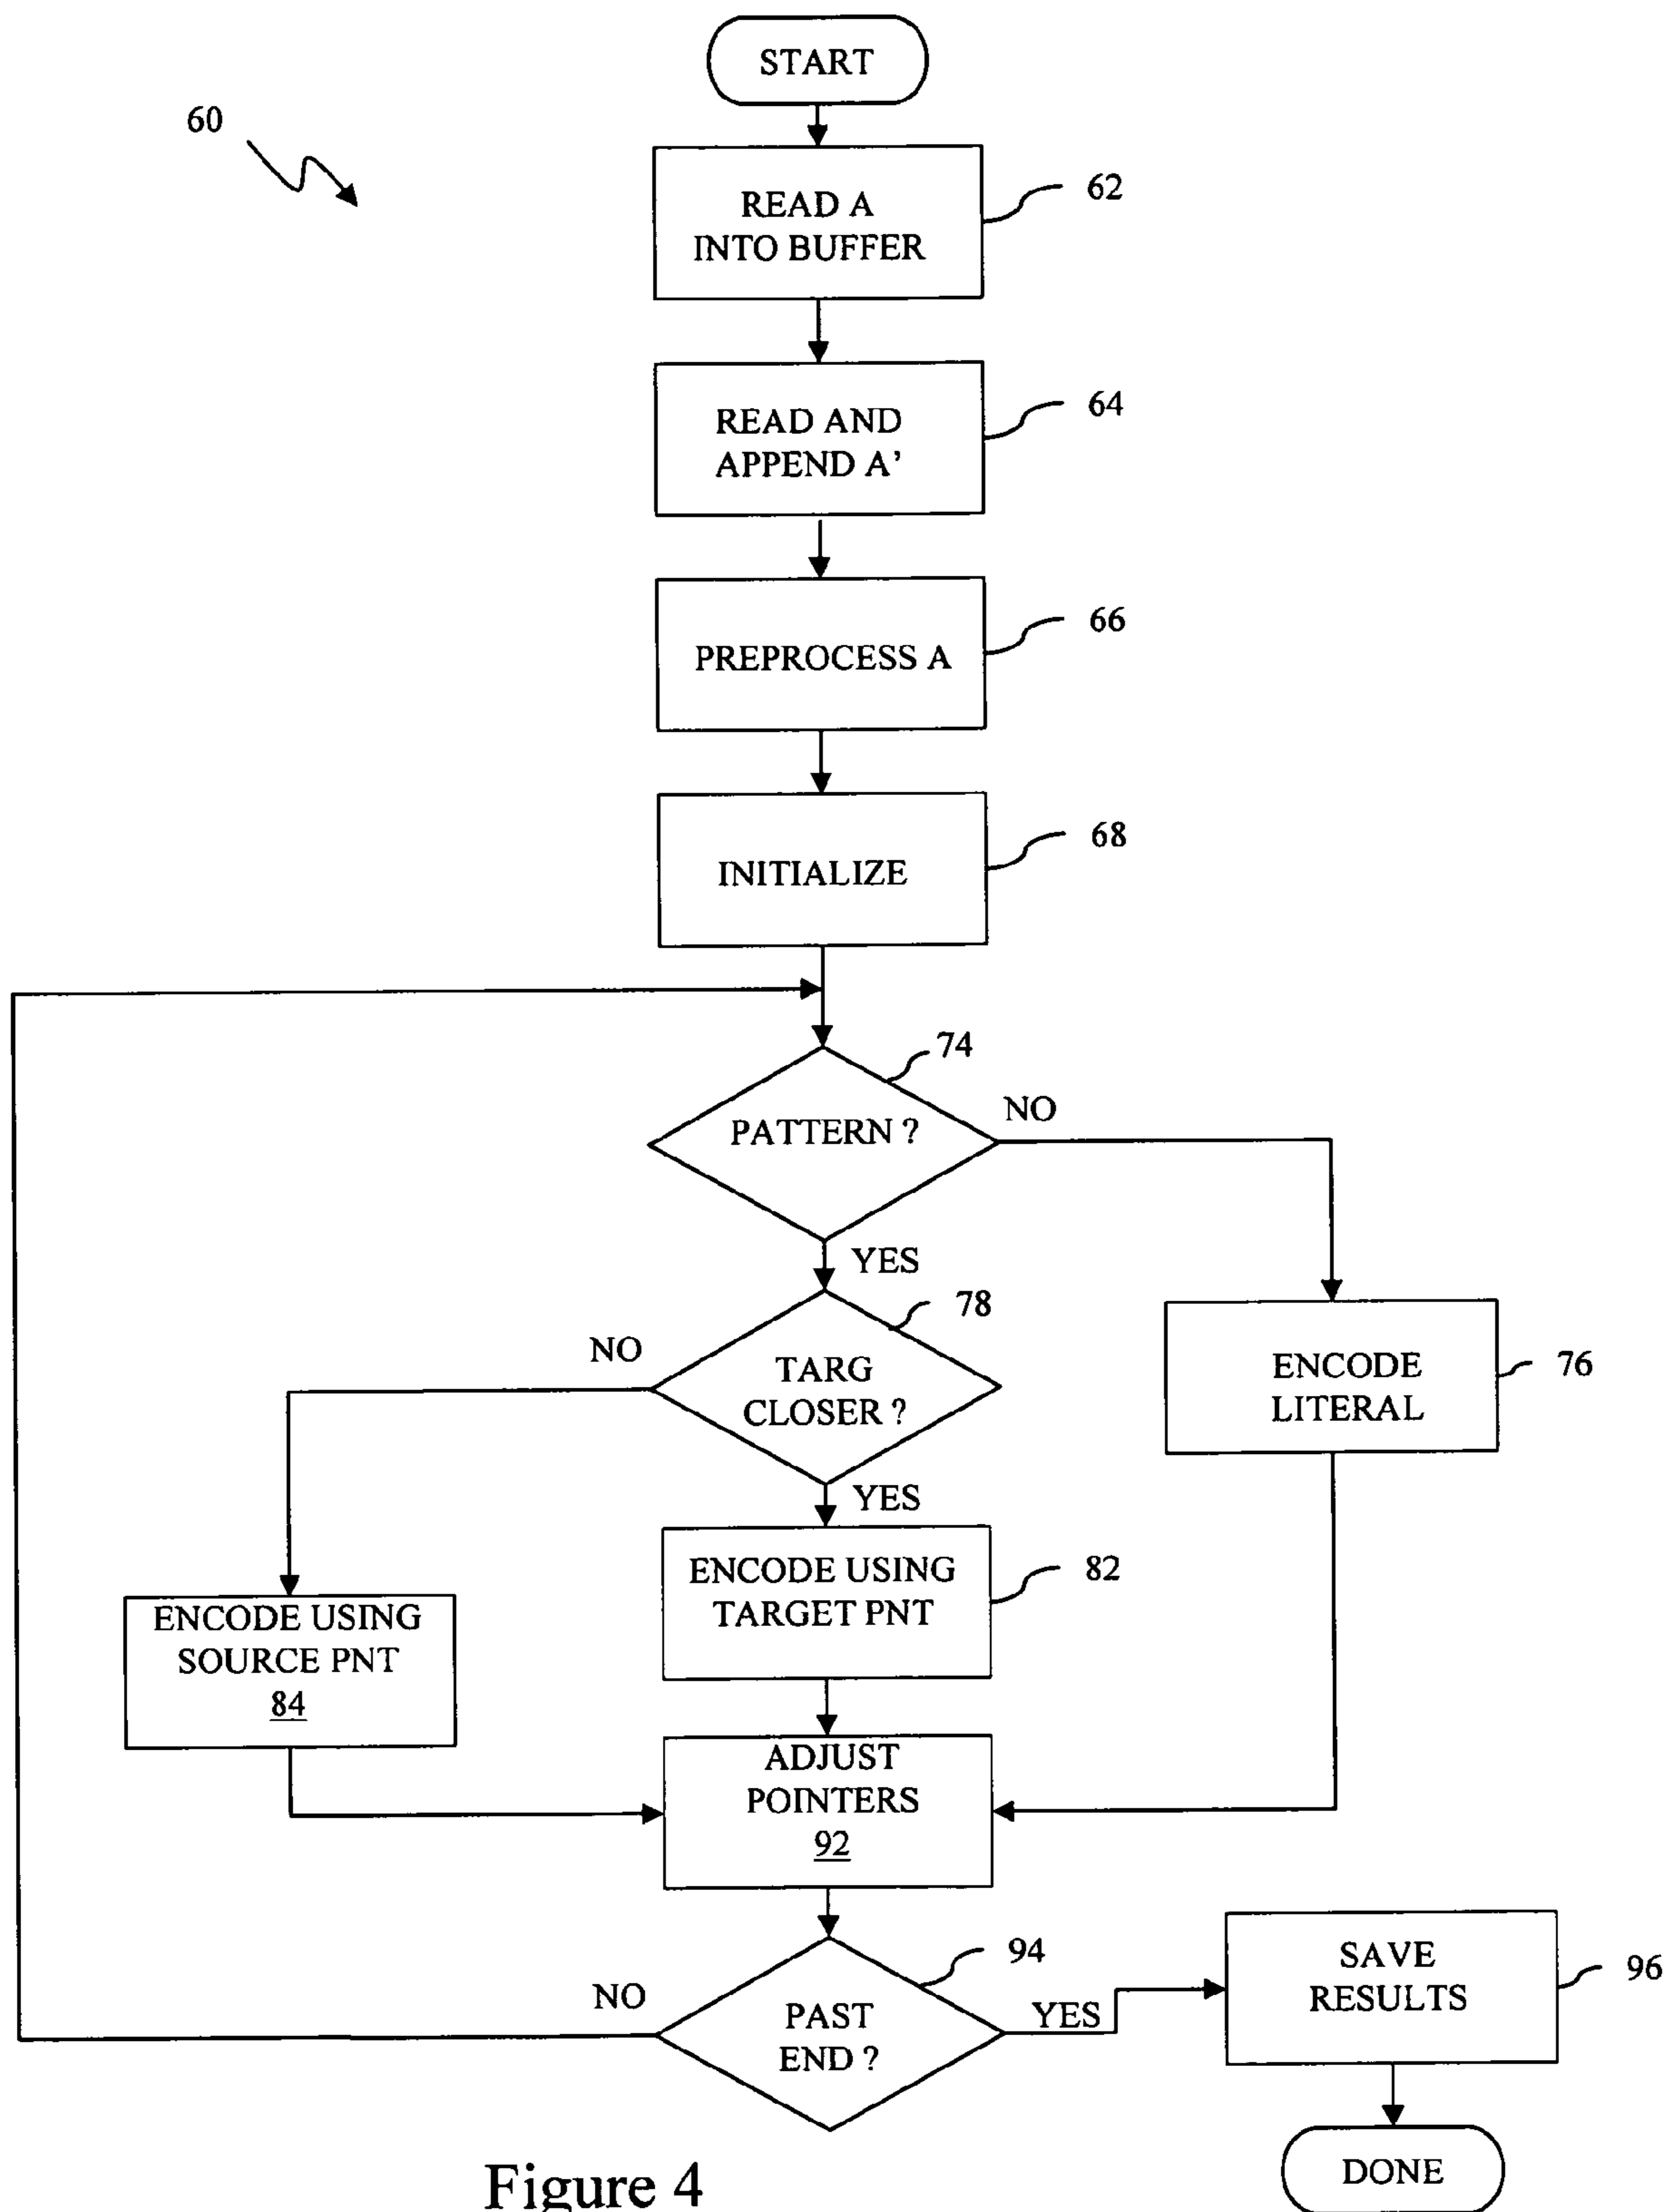 START
60
READ A
INTO BUFFER
62
READ AND
APPEND A'
64
PREPROCESS A
66
INITIALIZE
68
74
PATTERN ?
NO
YES
78
NO
TARG
CLOSER ?
ENCODE
LITERAL
76
YES
ENCODE USING
TARGET PNT
82
ENCODE USING
SOURCE PNT
84
ADJUST
POINTERS
92
94
NO
PAST
END ?
YES
SAVE
RESULTS
96
DONE
Figure 4